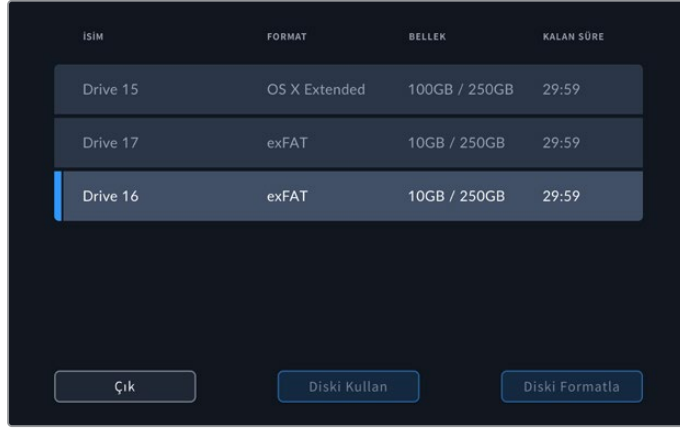 İSİM FORMAT BELLEK KALAN SÜRE
Drive 15 OS X Extended 100GB / 250GB 29:59
Drive 17 exFAT 10GB / 250GB 29:59
Drive 16 exFAT 10GB / 250GB 29:59
Çık Diski Kullan Diski Formatla